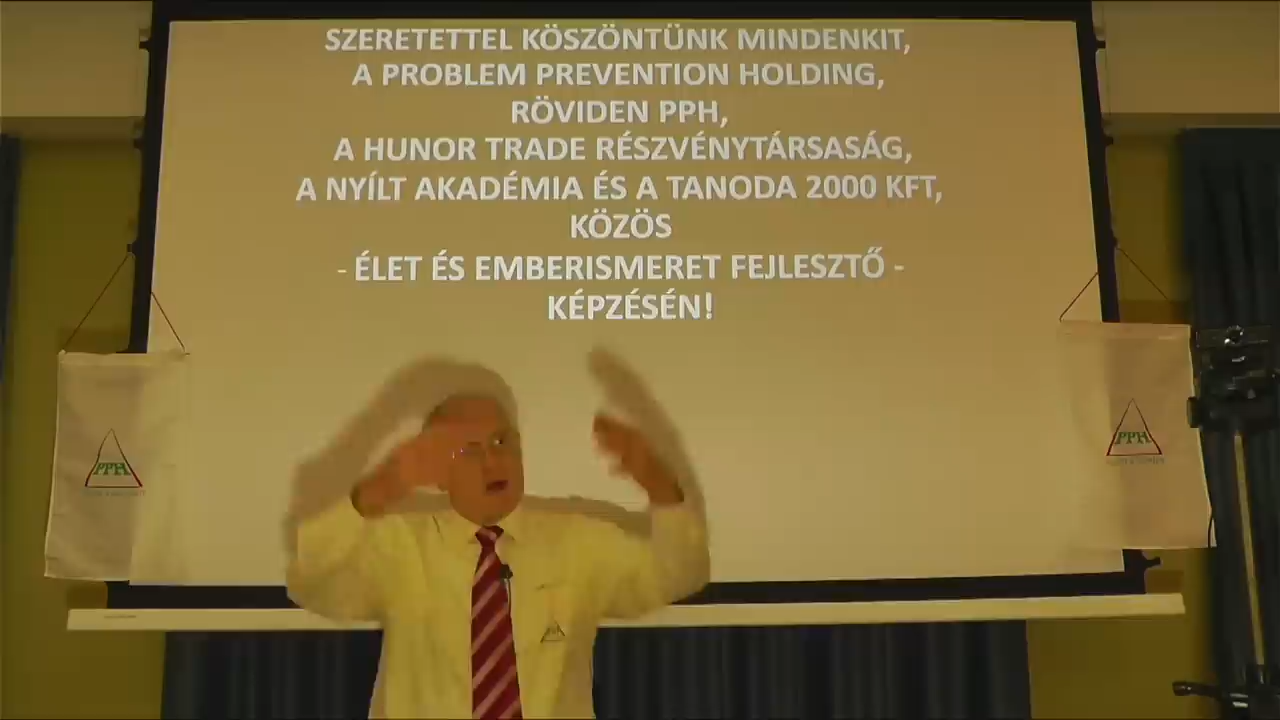 SZERETETTEL KÖSZÖNTÜNK MINDENKIT,
A PROBLEM PREVENTION HOLDING,
RÖVIDEN PPH,
A HUNOR TRADE RÉSZVÉNYTÁRSASÁG,
A NYÍLT AKADÉMIA ÉS A TANODA 2000 KFT,
KÖZÖS
- ÉLET ÉS EMBERISMERET FEJLESZTŐ -
KÉPZÉSÉN!
PPH
PPH